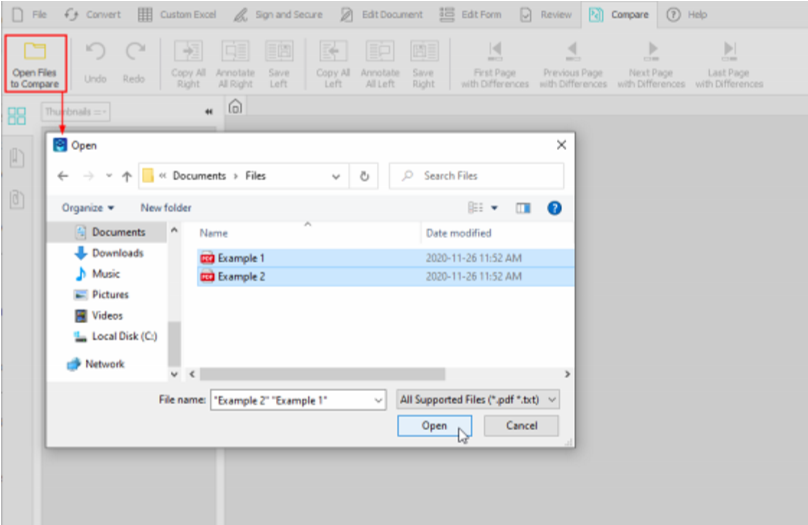 File Convert Custom Excel Sign and Secure Edit Document Edit Form Review Compare Help
Open Files
to Compare
Undo
Redo
Copy All
Right
Annotate
All Right
Save
Left
Copy All
Left
Annotate
All Left
Save
Right
First Page
with Differences
Previous Page
with Differences
Next Page
with Differences
Last Page
with Differences
Thumbnails
Open
« Documents › Files
Search Files
Organize
New folder
Documents
Downloads
Music
Pictures
Videos
Local Disk (C:)
Network
Name Date modified
Example 1 2020-11-26 11:52 AM
Example 2 2020-11-26 11:52 AM
File name: "Example 2" "Example 1"
All Supported Files (*.pdf *.txt)
Open Cancel